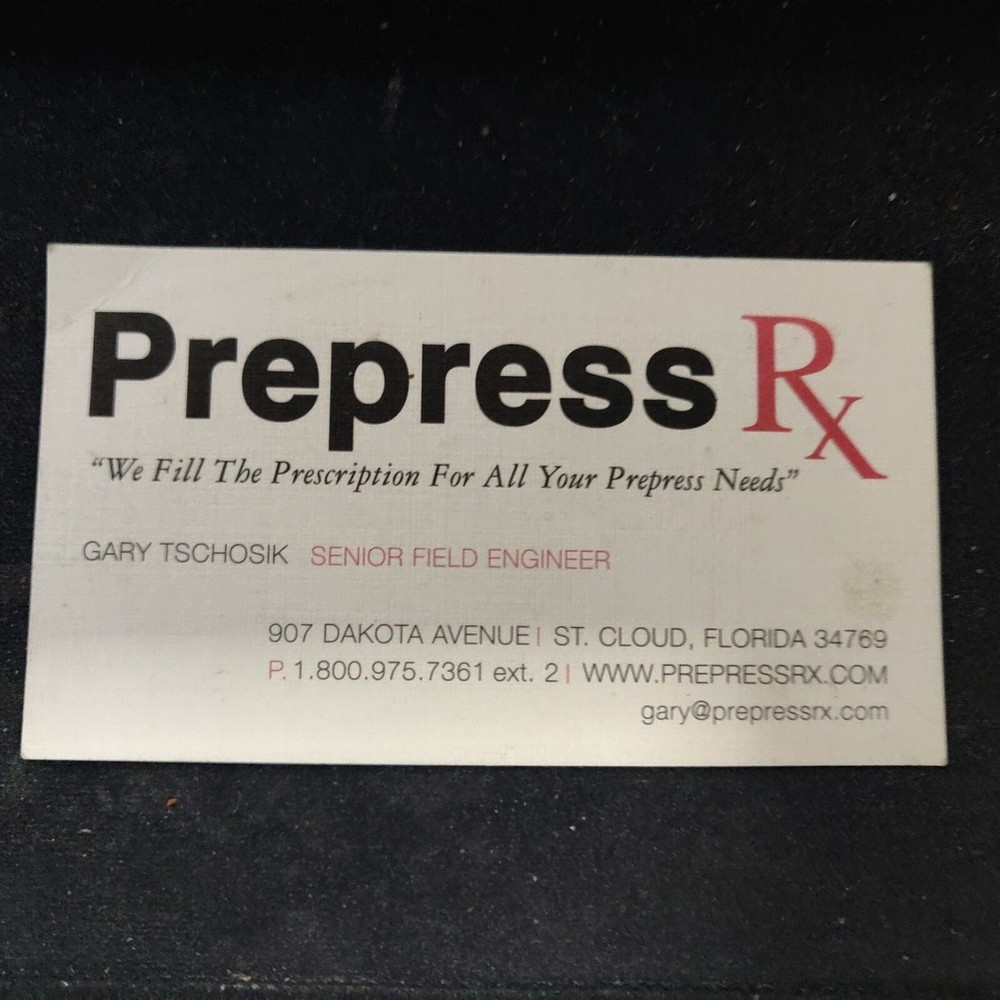 Prepress Rx
“We Fill The Prescription For All Your Prepress Needs”
GARY TSCHOSIK SENIOR FIELD ENGINEER
907 DAKOTA AVENUE | ST. CLOUD, FLORIDA 34769
P. 1.800.975.7361 ext. 2 | WWW.PREPRESSRX.COM
gary@prepressrx.com